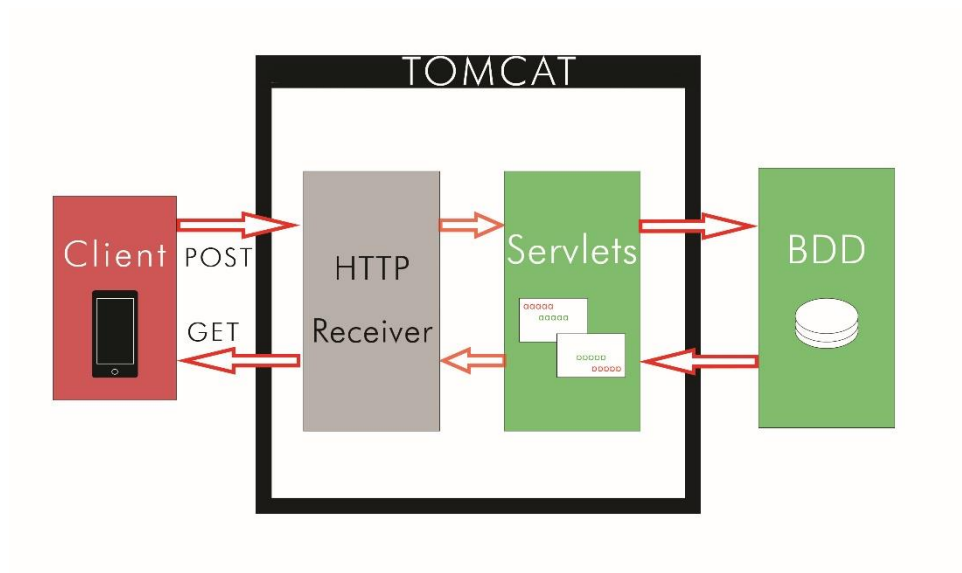 TOMCAT
Client
POST
GET
HTTP
Receiver
Servlets
BDD